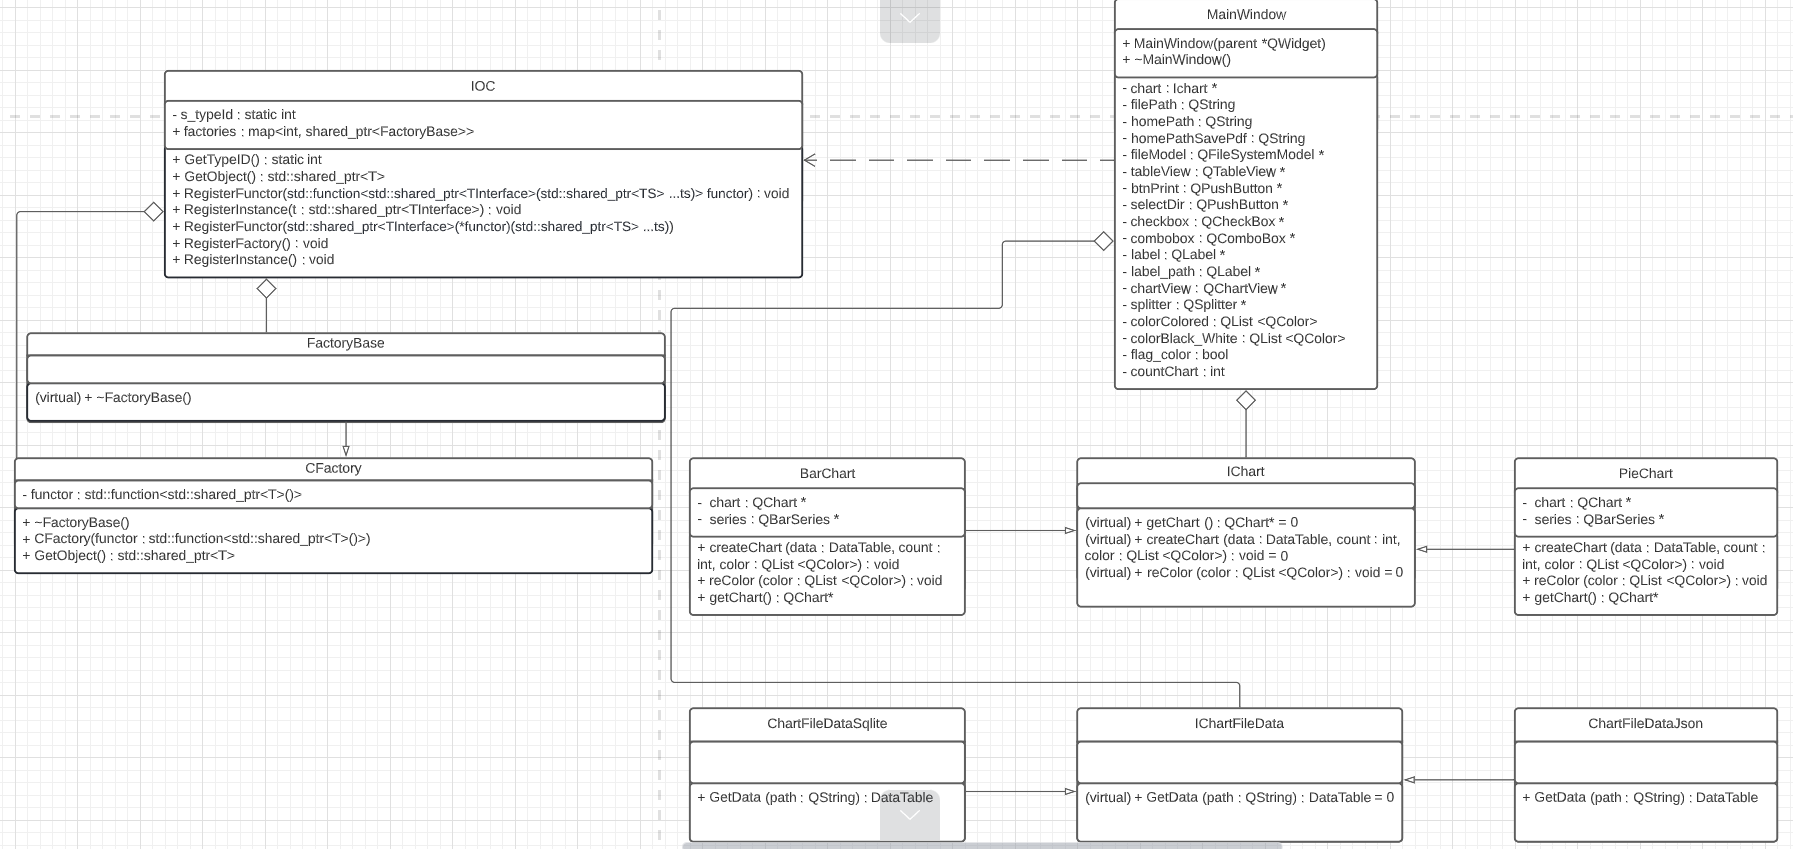 MainWindow
+ MainWindow(parent *QWidget)
+ ~MainWindow()
- chart : Ichart *
- filePath : QString
- homePath : QString
- homePathSavePdf : QString
- fileModel : QFileSystemModel *
- tableView : QTableView *
- btnPrint : QPushButton *
- selectDir : QPushButton *
- checkbox : QCheckBox *
- combobox : QComboBox *
- label : QLabel *
- label_path : QLabel *
- chartView : QChartView *
- splitter : QSplitter *
- colorColored : QList <QColor>
- colorBlack_White : QList <QColor>
- flag_color : bool
- countChart : int
IOC
- s_typeId : static int
+ factories : map<int, shared_ptr<FactoryBase>>
+ GetTypeID() : static int
+ GetObject() : std::shared_ptr<T>
+ RegisterFunctor(std::function<std::shared_ptr<TInterface>(std::shared_ptr<TS> ...ts)> functor) : void
+ RegisterInstance(t : std::shared_ptr<TInterface>) : void
+ RegisterFunctor(std::shared_ptr<TInterface>(*functor)(std::shared_ptr<TS> ...ts))
+ RegisterFactory() : void
+ RegisterInstance() : void
FactoryBase
(virtual) + ~FactoryBase()
CFactory
- functor : std::function<std::shared_ptr<T>()>
+ ~FactoryBase()
+ CFactory(functor : std::function<std::shared_ptr<T>()>)
+ GetObject() : std::shared_ptr<T>
BarChart
- chart : QChart *
- series : QBarSeries *
+ createChart (data : DataTable, count :
int, color : QList <QColor>) : void
+ reColor (color : QList <QColor>) : void
+ getChart() : QChart*
IChart
(virtual) + getChart () : QChart* = 0
(virtual) + createChart (data : DataTable, count : int,
color : QList <QColor>) : void = 0
(virtual) + reColor (color : QList <QColor>) : void = 0
PieChart
- chart : QChart *
- series : QBarSeries *
+ createChart (data : DataTable, count :
int, color : QList <QColor>) : void
+ reColor (color : QList <QColor>) : void
+ getChart() : QChart*
ChartFileDataSqlite
+ GetData (path : QString) : DataTable
IChartFileData
(virtual) + GetData (path : QString) : DataTable = 0
ChartFileDataJson
+ GetData (path : QString) : DataTable